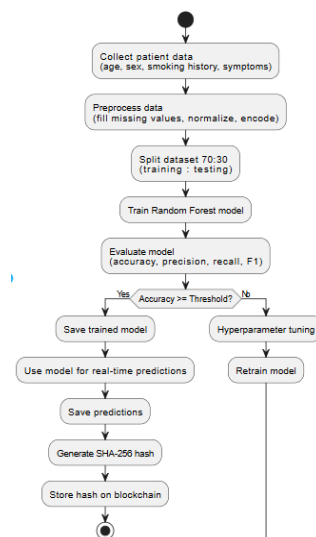 Collect patient data
(age, sex, smoking history, symptoms)
Preprocess data
(fill missing values, normalize, encode)
Split dataset 70:30
(training : testing)
Train Random Forest model
Evaluate model
(accuracy, precision, recall, F1)
Yes
Accuracy >= Threshold?
No
Save trained model
Hyperparameter tuning
Use model for real-time predictions
Retrain model
Save predictions
Generate SHA-256 hash
Store hash on blockchain